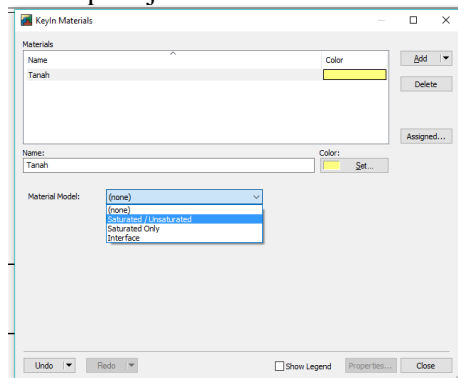 KeyIn Materials
Materials
Name Color
Add
Tanah
Delete
Assigned...
Name: Color:
Tanah Set...
Material Model: (none)
(none)
Saturated / Unsaturated
Saturated Only
Interface
Undo Redo Show Legend Properties... Close